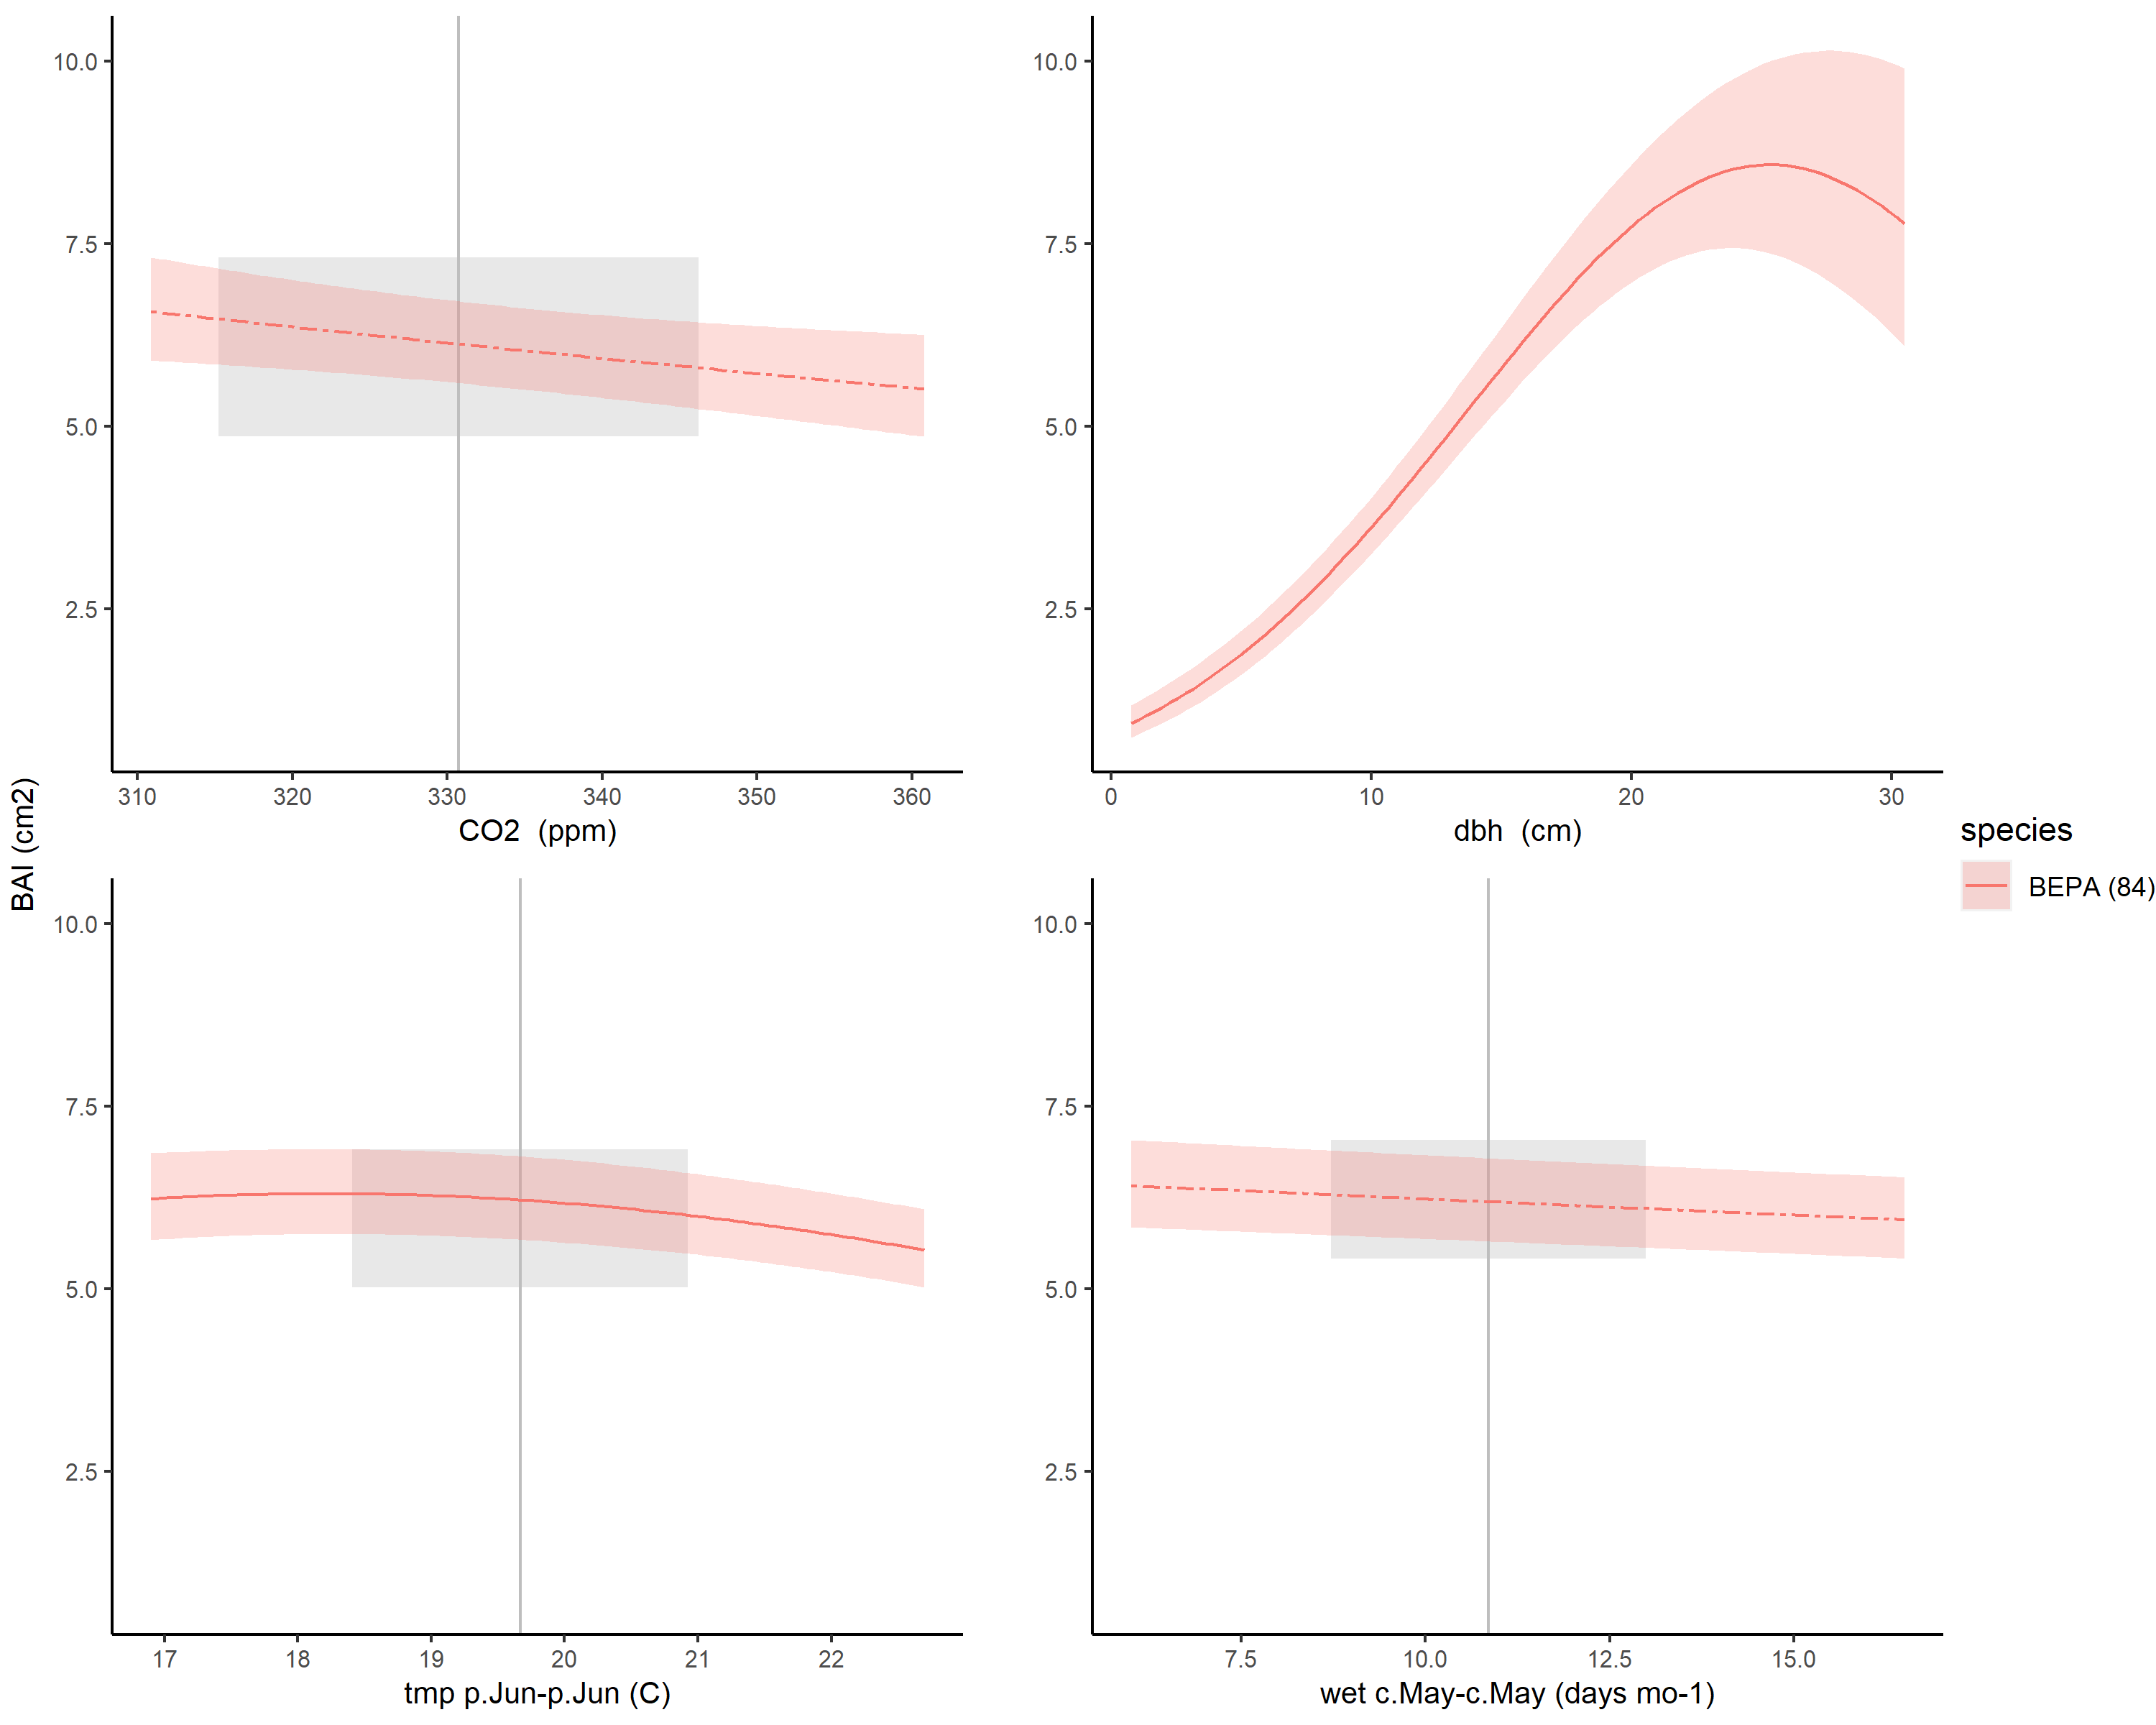 10.0
7.5
5.0
2.5
310 320 330 340 350 360
CO2 (ppm)
10.0
7.5
5.0
2.5
0 10 20 30
dbh (cm)
BAI (cm2)
10.0
7.5
5.0
2.5
17 18 19 20 21 22
tmp p.Jun-p.Jun (C)
10.0
7.5
5.0
2.5
7.5 10.0 12.5 15.0
wet c.May-c.May (days mo-1)
species
BEPA (84)